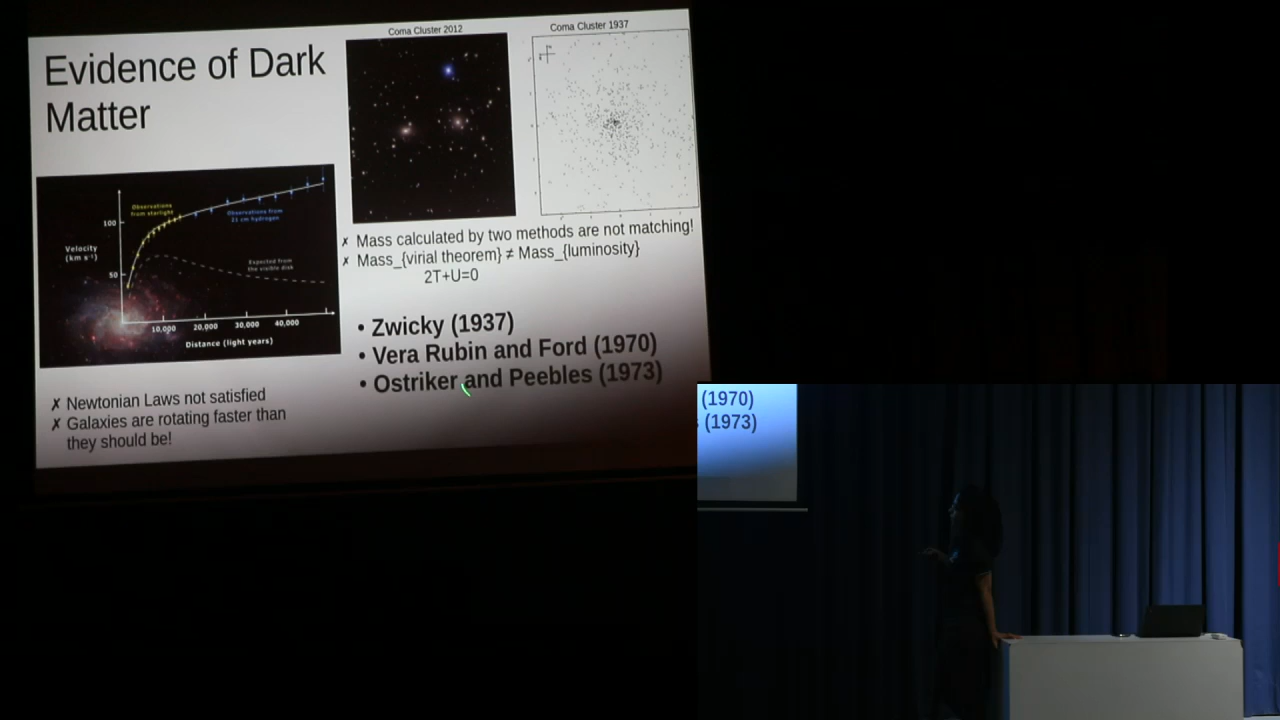 Evidence of Dark
Matter
Coma Cluster 2012
Coma Cluster 1937
Observations
from starlight
Observations from
21 cm hydrogen
100
Velocity
(km s⁻¹)
50
Expected from
the visible disk
10,000 20,000 30,000 40,000
Distance (light years)
✗ Newtonian Laws not satisfied
✗ Galaxies are rotating faster than
they should be!
✗ Mass calculated by two methods are not matching!
✗ Mass_{virial theorem} ≠ Mass_{luminosity}
2T+U=0
• Zwicky (1937)
• Vera Rubin and Ford (1970)
• Ostriker and Peebles (1973)
(1970)
(1973)